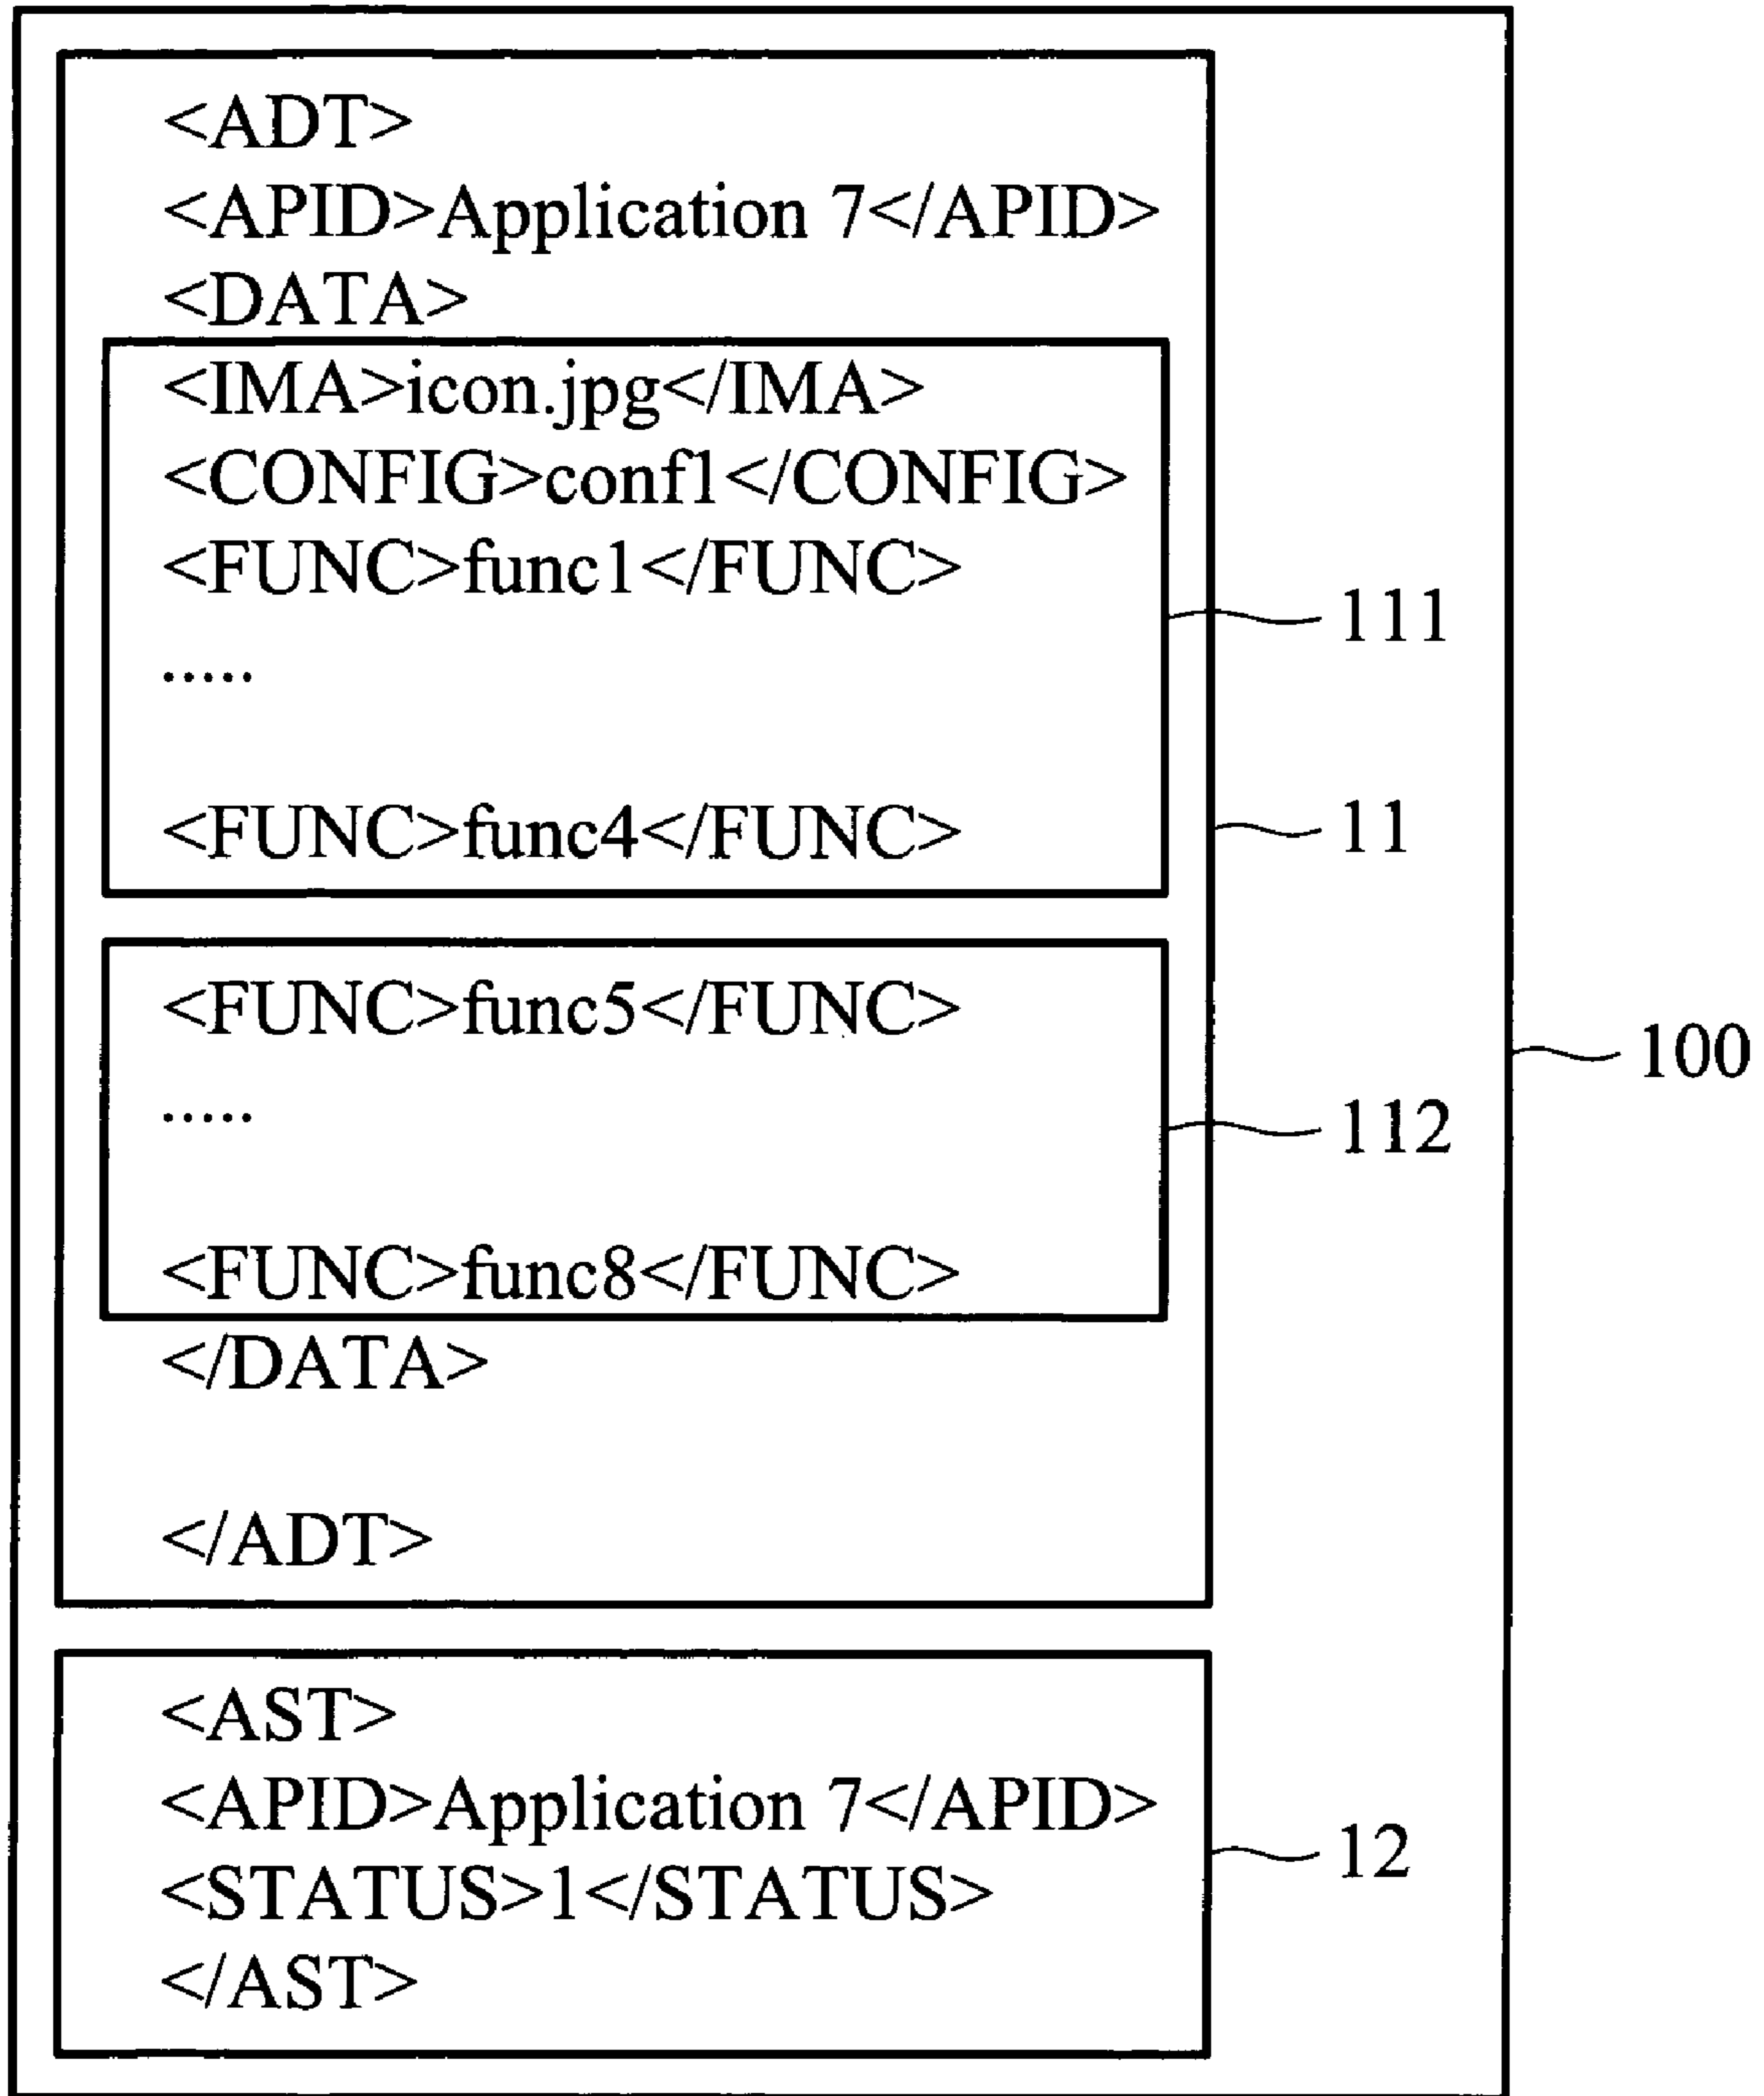 <ADT>
<APID>Application 7</APID>
<DATA>
<IMA>icon.jpg</IMA>
<CONFIG>conf1</CONFIG>
<FUNC>func1</FUNC>
111
.....
<FUNC>func4</FUNC>
11
<FUNC>func5</FUNC>
100
.....
112
<FUNC>func8</FUNC>
</DATA>
</ADT>
<AST>
<APID>Application 7</APID>
<STATUS>1</STATUS>
12
</AST>